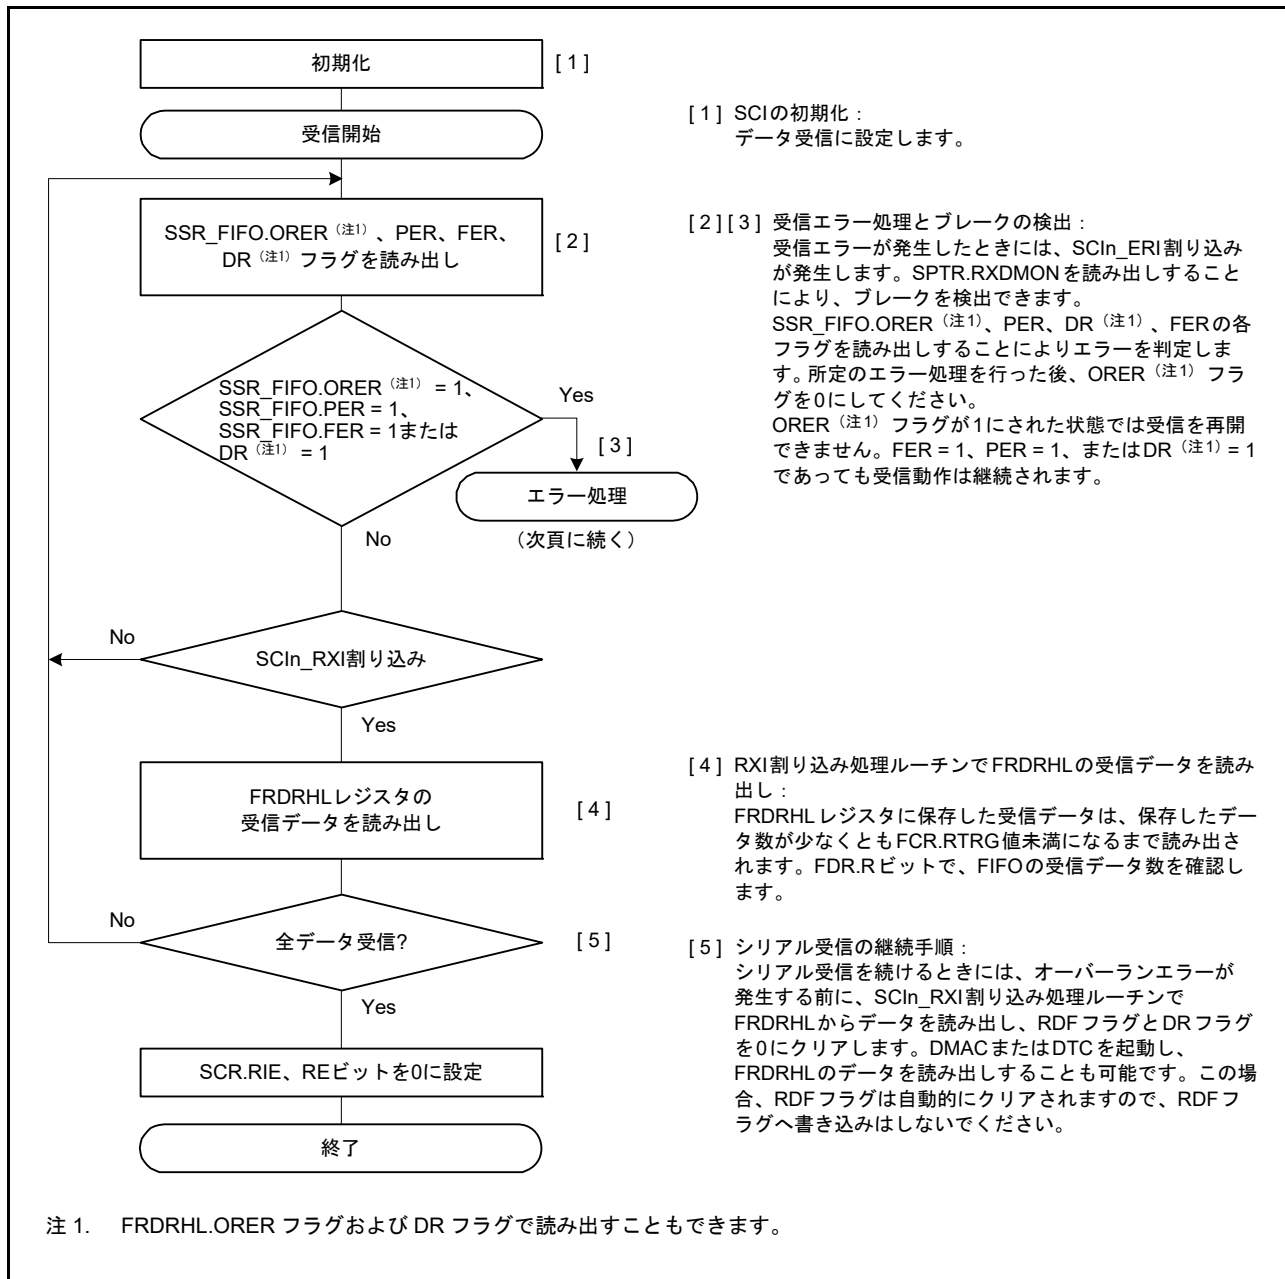 初期化
[ 1 ]
受信開始
SSR_FIFO.ORER（注1）、PER、FER、
DR（注1）フラグを読み出し
[ 2 ]
SSR_FIFO.ORER（注1） = 1、
SSR_FIFO.PER = 1、
SSR_FIFO.FER = 1または
DR（注1） = 1
Yes
[ 3 ]
エラー処理
（次頁に続く）
No
No
SCIn_RXI割り込み
Yes
FRDRHLレジスタの
受信データを読み出し
[ 4 ]
No
全データ受信?
[ 5 ]
Yes
SCR.RIE、REビットを0に設定
終了
[ 1 ] SCIの初期化：
データ受信に設定します。
[ 2 ][ 3 ] 受信エラー処理とブレークの検出：
受信エラーが発生したときには、SCIn_ERI割り込み
が発生します。SPTR.RXDMONを読み出しすること
により、ブレークを検出できます。
SSR_FIFO.ORER（注1）、PER、DR（注1）、FERの各
フラグを読み出しすることによりエラーを判定しま
す。所定のエラー処理を行った後、ORER（注1）フラ
グを0にしてください。
ORER（注1）フラグが1にされた状態では受信を再開
できません。FER = 1、PER = 1、またはDR（注1）= 1
であっても受信動作は継続されます。
[ 4 ] RXI割り込み処理ルーチンでFRDRHLの受信データを読み
出し：
FRDRHLレジスタに保存した受信データは、保存したデー
タ数が少なくともFCR.RTRG値未満になるまで読み出さ
れます。FDR.Rビットで、FIFOの受信データ数を確認し
ます。
[ 5 ] シリアル受信の継続手順：
シリアル受信を続けるときには、オーバーランエラーが
発生する前に、SCIn_RXI割り込み処理ルーチンで
FRDRHLからデータを読み出し、RDFフラグとDRフラグ
を0にクリアします。DMACまたはDTCを起動し、
FRDRHLのデータを読み出しすることも可能です。この場
合、RDFフラグは自動的にクリアされますので、RDFフ
ラグへ書き込みはしないでください。
注 1. FRDRHL.ORER フラグおよび DR フラグで読み出すこともできます。